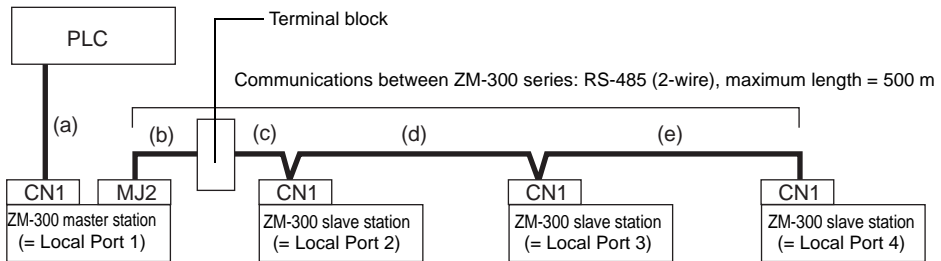 Terminal block
PLC
Communications between ZM-300 series: RS-485 (2-wire), maximum length = 500 m
(a)
(b)
(c)
(d)
(e)
CN1
MJ2
CN1
CN1
CN1
ZM-300 master station
(= Local Port 1)
ZM-300 slave station
(= Local Port 2)
ZM-300 slave station
(= Local Port 3)
ZM-300 slave station
(= Local Port 4)